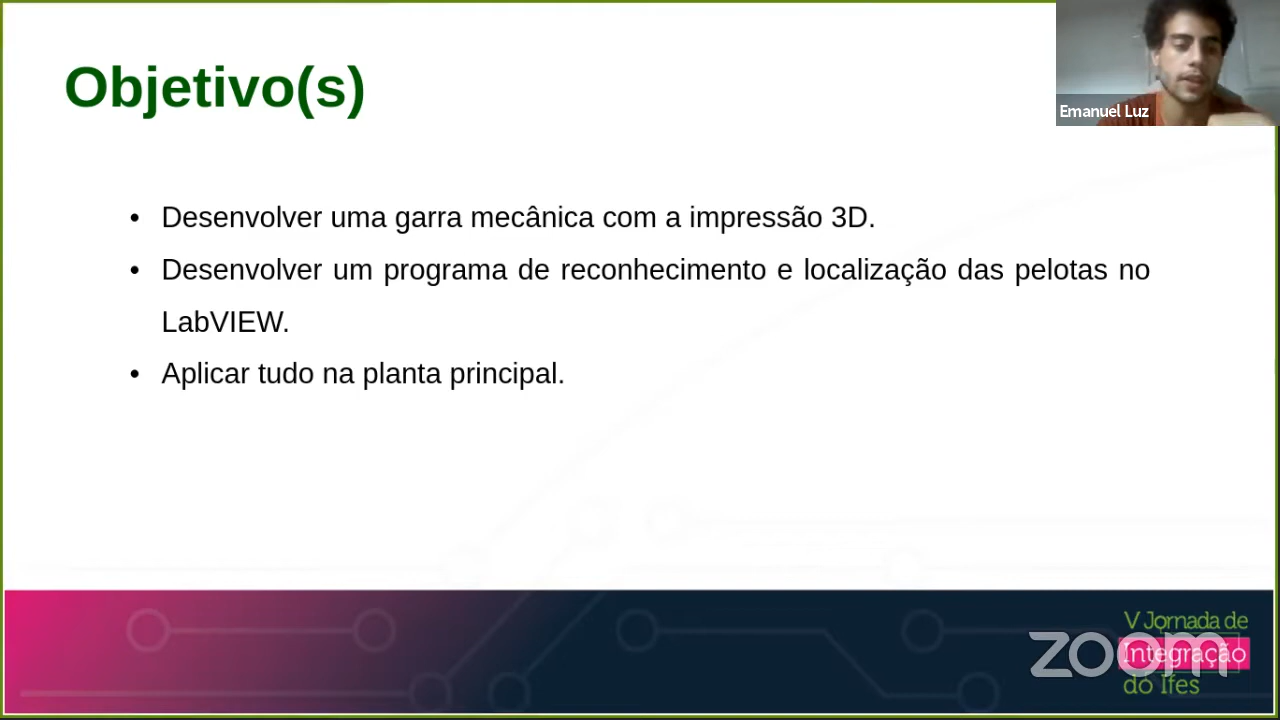 Objetivo(s)
Emanuel Luz
• Desenvolver uma garra mecânica com a impressão 3D.
• Desenvolver um programa de reconhecimento e localização das pelotas no
LabVIEW.
• Aplicar tudo na planta principal.
V Jornada de
Integração
do Ifes
zoom